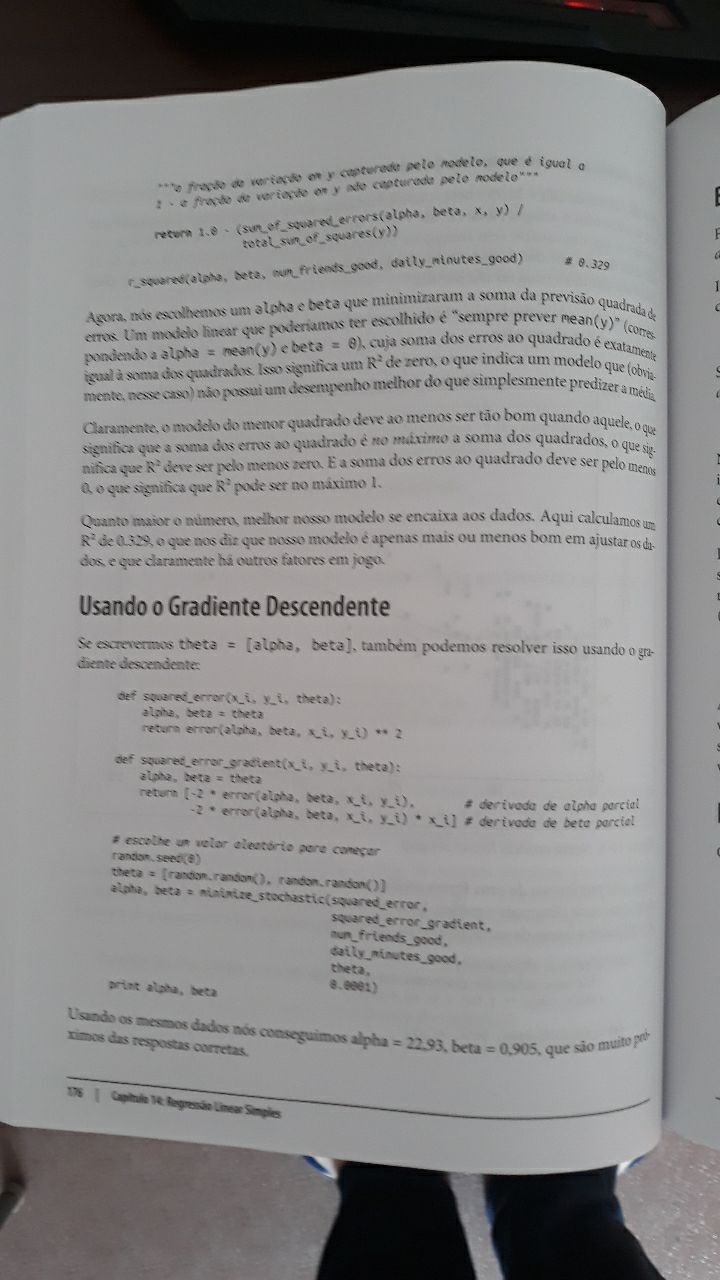 """a fração da variação em y capturada pelo modelo, que é igual a
1 - a fração da variação em y não capturada pelo modelo"""
return 1.0 - (sum_of_squared_errors(alpha, beta, x, y) /
total_sum_of_squares(y))
r_squared(alpha, beta, num_friends_good, daily_minutes_good) # 0.329
Agora, nós escolhemos um alpha e beta que minimizaram a soma da previsão quadrada de
erros. Um modelo linear que poderíamos ter escolhido é "sempre prever mean(y)" (corres-
pondendo a alpha = mean(y) e beta = 0), cuja soma dos erros ao quadrado é exatamente
igual à soma dos quadrados. Isso significa um R² de zero, o que indica um modelo que (obvia-
mente, nesse caso) não possui um desempenho melhor do que simplesmente predizer a média.
Claramente, o modelo do menor quadrado deve ao menos ser tão bom quando aquele, o que
significa que a soma dos erros ao quadrado é no máximo a soma dos quadrados, o que sig-
nifica que R² deve ser pelo menos zero. E a soma dos erros ao quadrado deve ser pelo menos
0, o que significa que R² pode ser no máximo 1.
Quanto maior o número, melhor nosso modelo se encaixa aos dados. Aqui calculamos um
R² de 0.329, o que nos diz que nosso modelo é apenas mais ou menos bom em ajustar os da-
dos, e que claramente há outros fatores em jogo.
Usando o Gradiente Descendente
Se escrevermos theta = [alpha, beta], também podemos resolver isso usando o gra-
diente descendente:
def squared_error(x_i, y_i, theta):
alpha, beta = theta
return error(alpha, beta, x_i, y_i) ** 2
def squared_error_gradient(x_i, y_i, theta):
alpha, beta = theta
return [-2 * error(alpha, beta, x_i, y_i), # derivada de alpha parcial
-2 * error(alpha, beta, x_i, y_i) * x_i] # derivada de beta parcial
# escolhe um valor aleatório para começar
random.seed(0)
theta = [random.random(), random.random()]
alpha, beta = minimize_stochastic(squared_error,
squared_error_gradient,
num_friends_good,
daily_minutes_good,
theta,
0.0001)
print alpha, beta
Usando os mesmos dados nós conseguimos alpha = 22,93, beta = 0,905, que são muito pró-
ximos das respostas corretas.
176 | Capítulo 14: Regressão Linear Simples